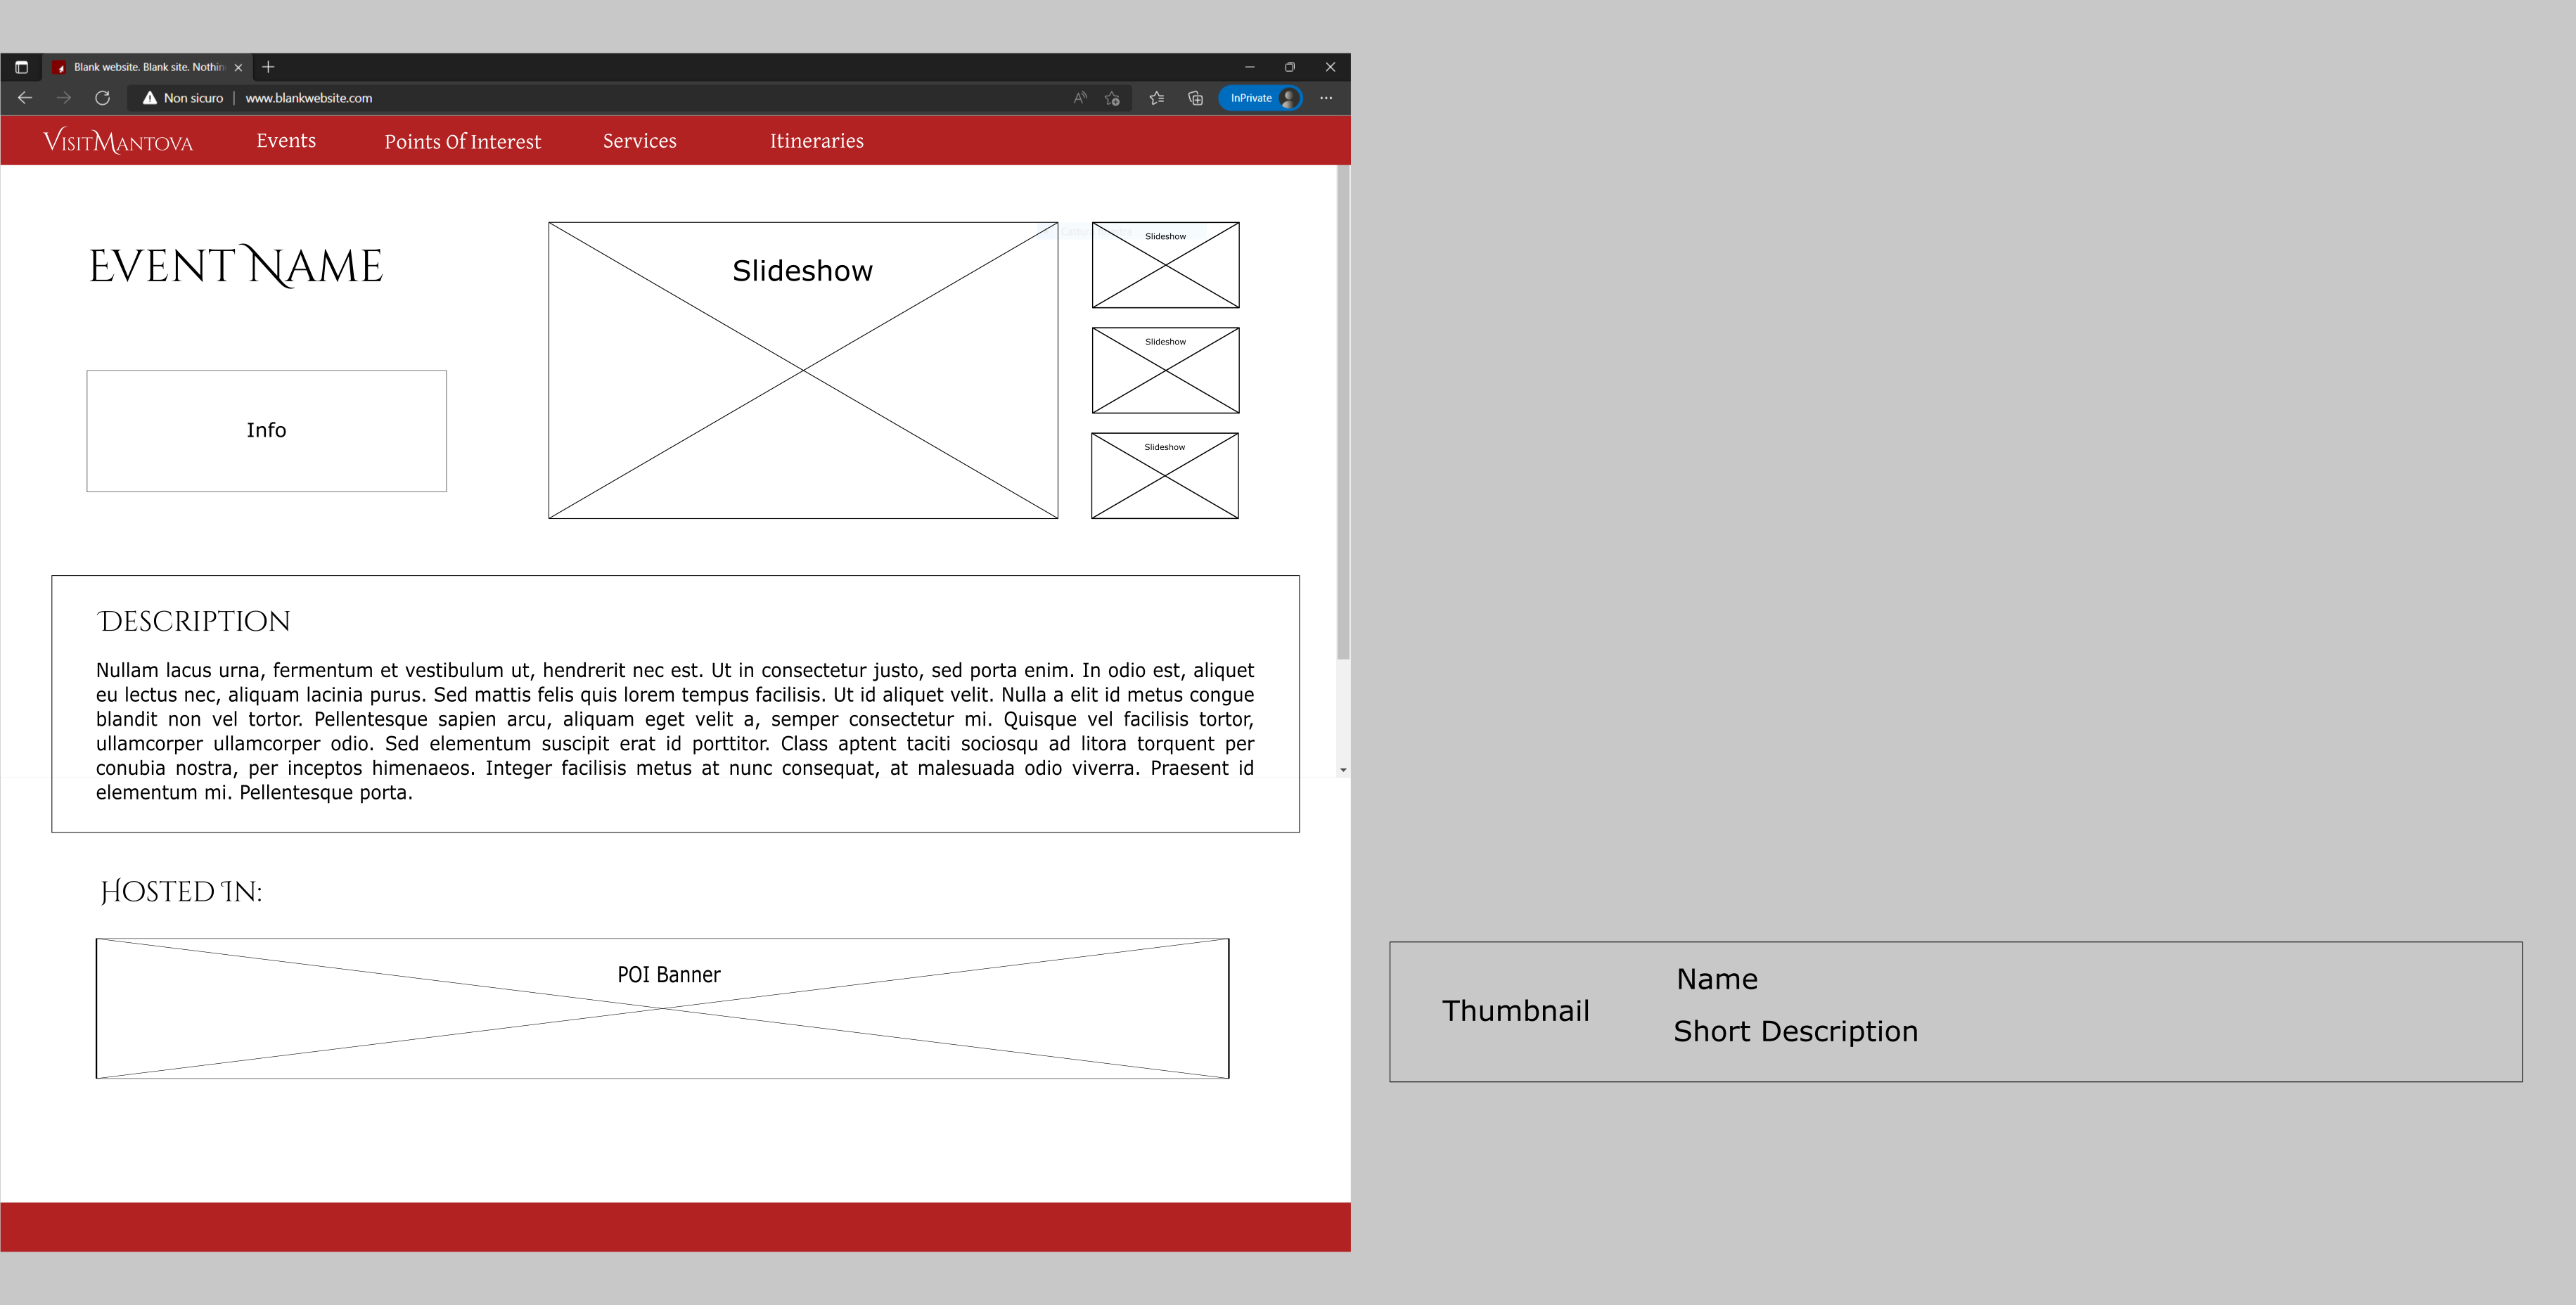 Blank website. Blank site. Nothin
Non sicuro | www.blankwebsite.com
InPrivate
VisitMantova
Events
Points Of Interest
Services
Itineraries
Event Name
Slideshow
Slideshow
Slideshow
Slideshow
Info
Description
Nullam lacus urna, fermentum et vestibulum ut, hendrerit nec est. Ut in consectetur justo, sed porta enim. In odio est, aliquet
eu lectus nec, aliquam lacinia purus. Sed mattis felis quis lorem tempus facilisis. Ut id aliquet velit. Nulla a elit id metus congue
blandit non vel tortor. Pellentesque sapien arcu, aliquam eget velit a, semper consectetur mi. Quisque vel facilisis tortor,
ullamcorper ullamcorper odio. Sed elementum suscipit erat id porttitor. Class aptent taciti sociosqu ad litora torquent per
conubia nostra, per inceptos himenaeos. Integer facilisis metus at nunc consequat, at malesuada odio viverra. Praesent id
elementum mi. Pellentesque porta.
Hosted In:
POI Banner
Thumbnail
Name
Short Description